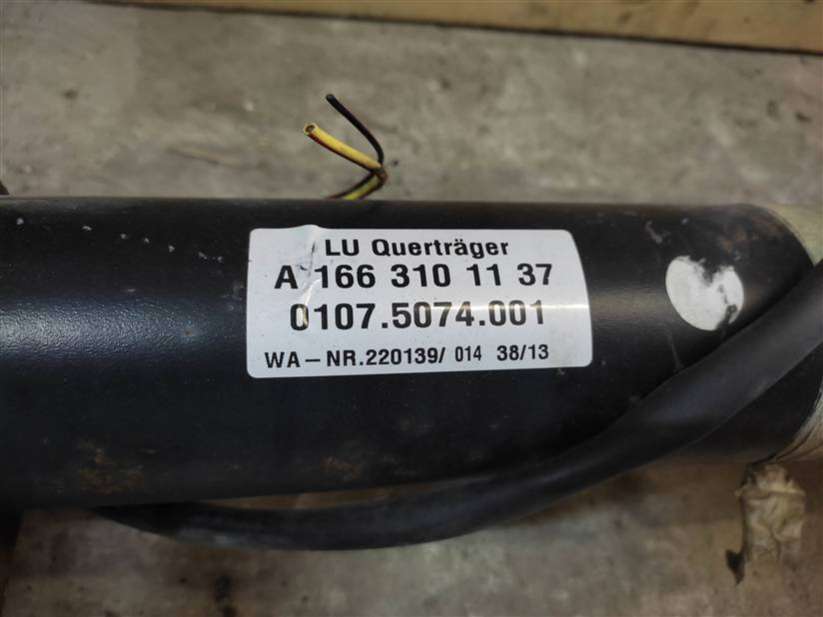 LU Querträger
A 166 310 11 37
0107.5074.001
WA-NR.220139/ 014 38/13